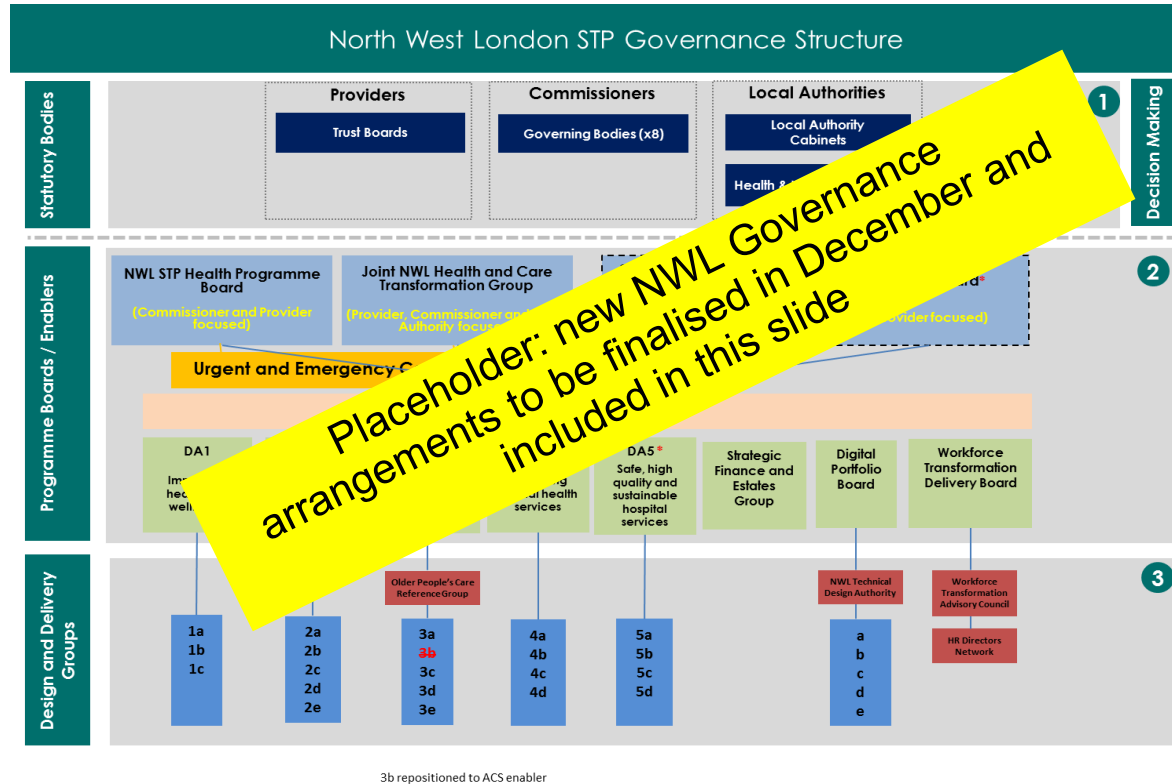 North West London STP Governance Structure
Statutory Bodies
Providers
Trust Boards
Commissioners
Governing Bodies (x8)
Local Authorities
Local Authority
Cabinets
Health &
1
Decision Making
Programme Boards / Enablers
NWL STP Health Programme
Board
(Commissioner and Provider
focused)
Joint NWL Health and Care
Transformation Group
(Provider, Commissioner and
Authority
*
focused)
2
Urgent and Emergency
Placeholder: new NWL Governance
arrangements to be finalised in December and
included in this slide
DA1
health services
DA5 *
Safe, high
quality and
sustainable
hospital
services
Strategic
Finance and
Estates
Group
Digital
Portfolio
Board
Workforce
Transformation
Delivery Board
Design and Delivery
Groups
3
Older People's Care
Reference Group
NWL Technical
Design Authority
Workforce
Transformation
Advisory Council
HR Directors
Network
1a
1b
1c
2a
2b
2c
2d
2e
3a
3b
3c
3d
3e
4a
4b
4c
4d
5a
5b
5c
5d
a
b
c
d
e
3b repositioned to ACS enabler